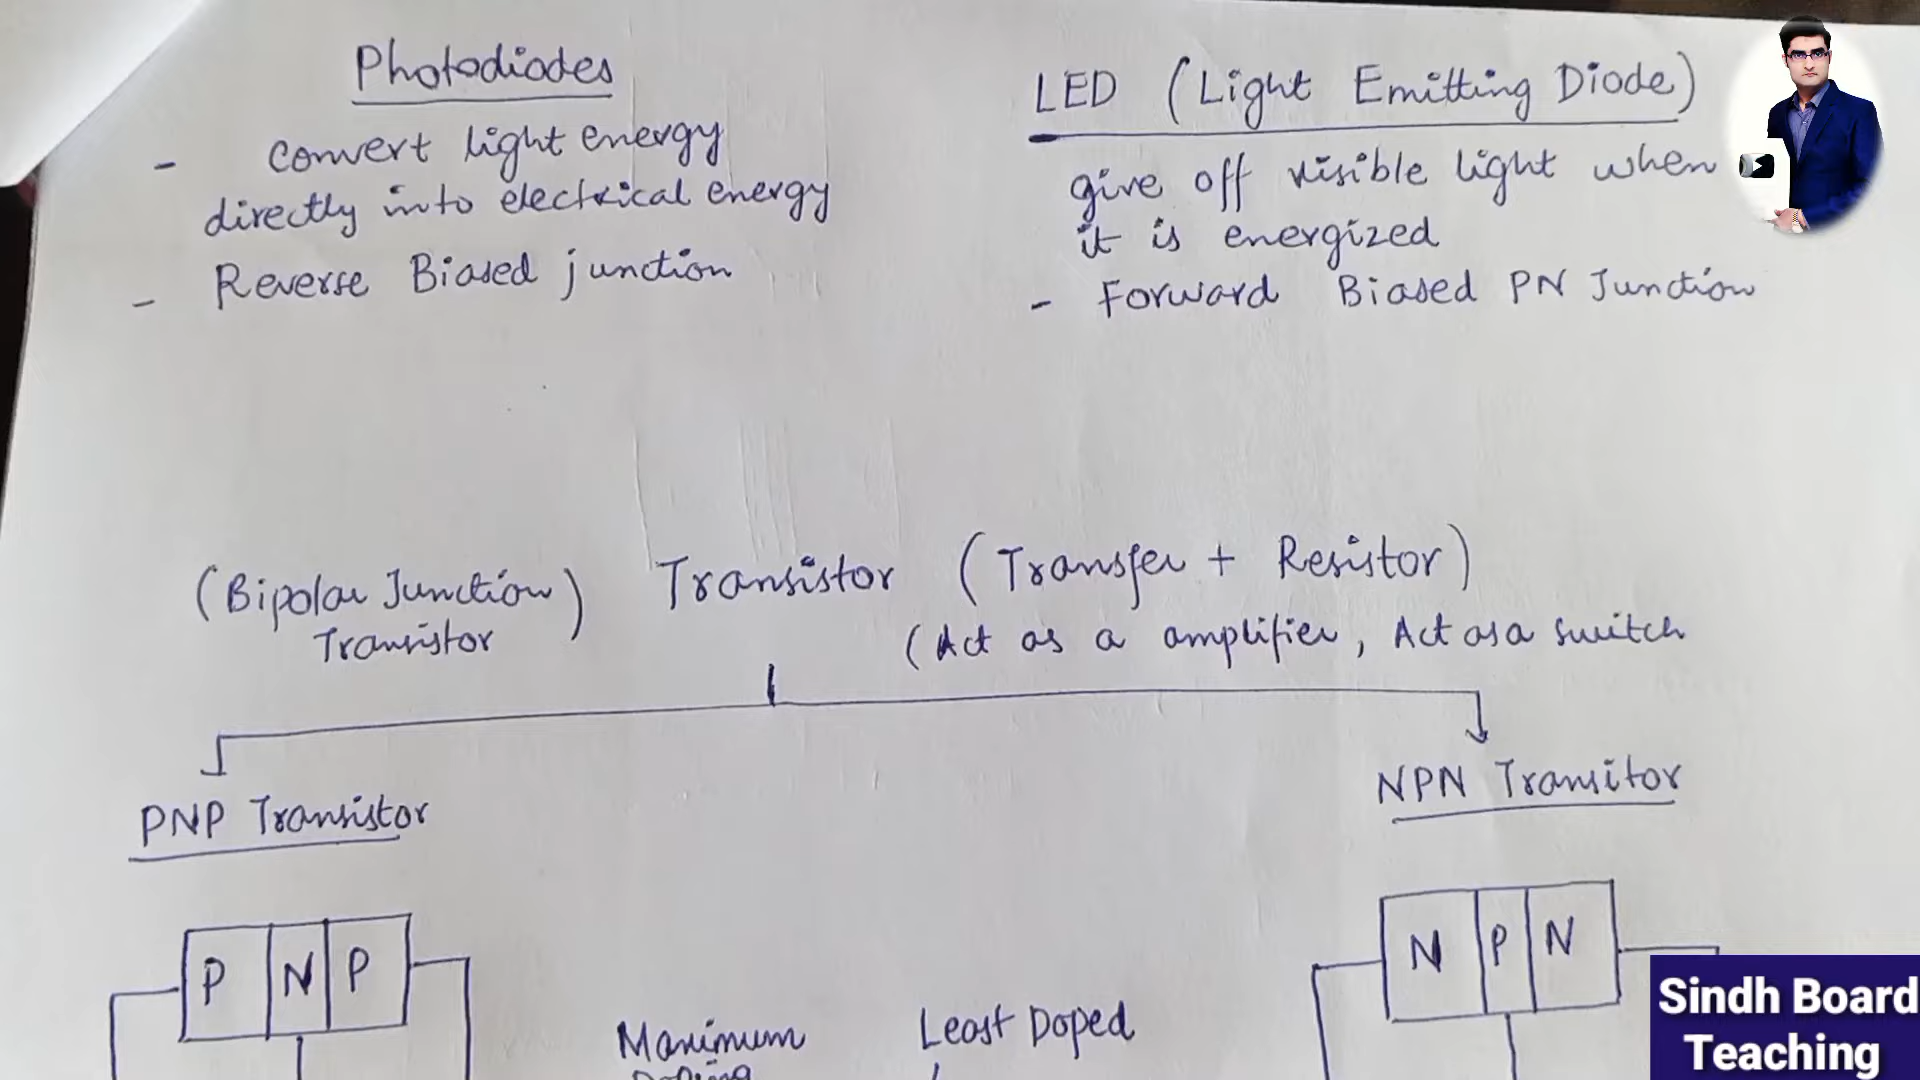 Photodiodes
- Convert light energy
directly into electrical energy
- Reverse Biased junction
LED (Light Emitting Diode)
give off visible light when
it is energized
- Forward Biased PN Junction
(Bipolar Junction
Transistor)
Transistor (Transfer + Resistor)
(Act as a amplifier, Act as a switch
PNP Transistor
NPN Transitor
P N P
N P N
Maximum
Doping
Least Doped
Sindh Board
Teaching